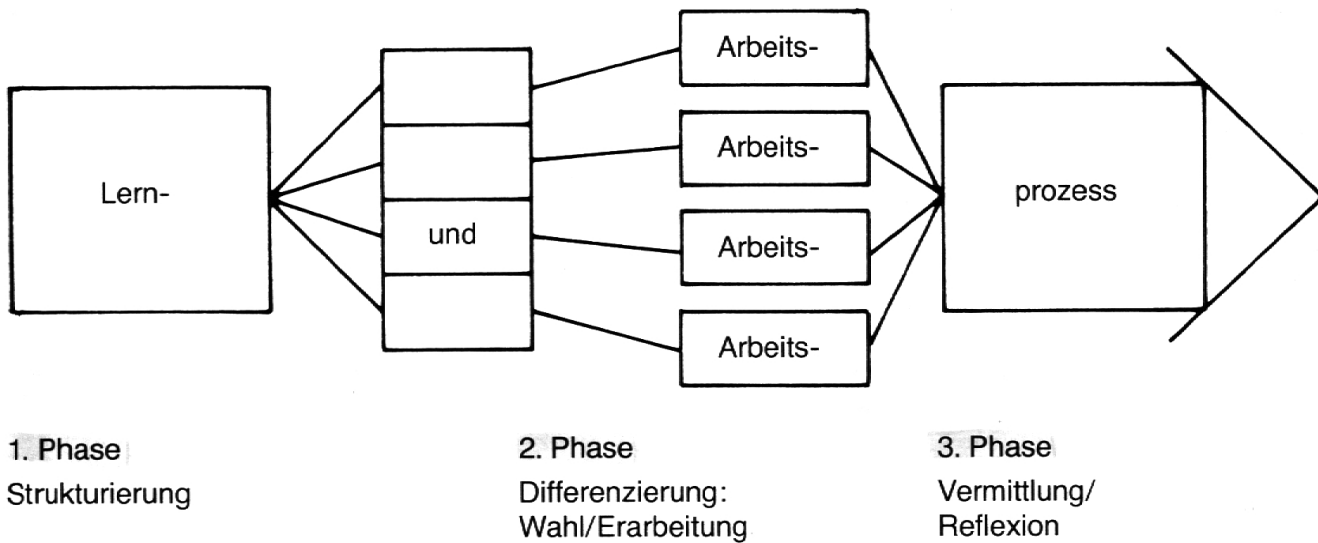 Lern-
und
Arbeits-
Arbeits-
Arbeits-
Arbeits-
prozess
1. Phase
Strukturierung
2. Phase
Differenzierung:
Wahl/Erarbeitung
3. Phase
Vermittlung/
Reflexion